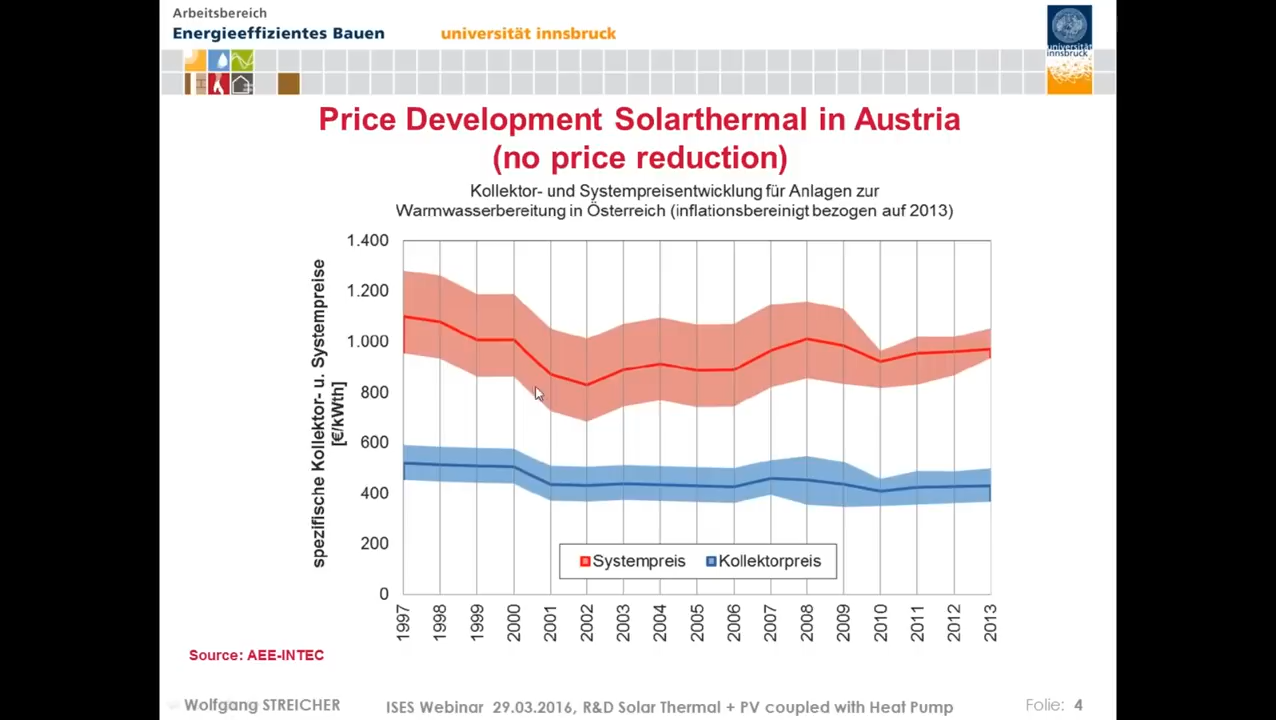 Arbeitsbereich
Energieeffizientes Bauen
universität innsbruck
universität
innsbruck
Price Development Solarthermal in Austria
(no price reduction)
Kollektor- und Systempreisentwicklung für Anlagen zur
Warmwasserbereitung in Österreich (inflationsbereinigt bezogen auf 2013)
spezifische Kollektor- u. Systempreise
[€/kWth]
1.400
1.200
1.000
800
600
400
200
0
Systempreis
Kollektorpreis
1997
1998
1999
2000
2001
2002
2003
2004
2005
2006
2007
2008
2009
2010
2011
2012
2013
Source: AEE-INTEC
Wolfgang STREICHER
ISES Webinar 29.03.2016, R&D Solar Thermal + PV coupled with Heat Pump
Folie: 4